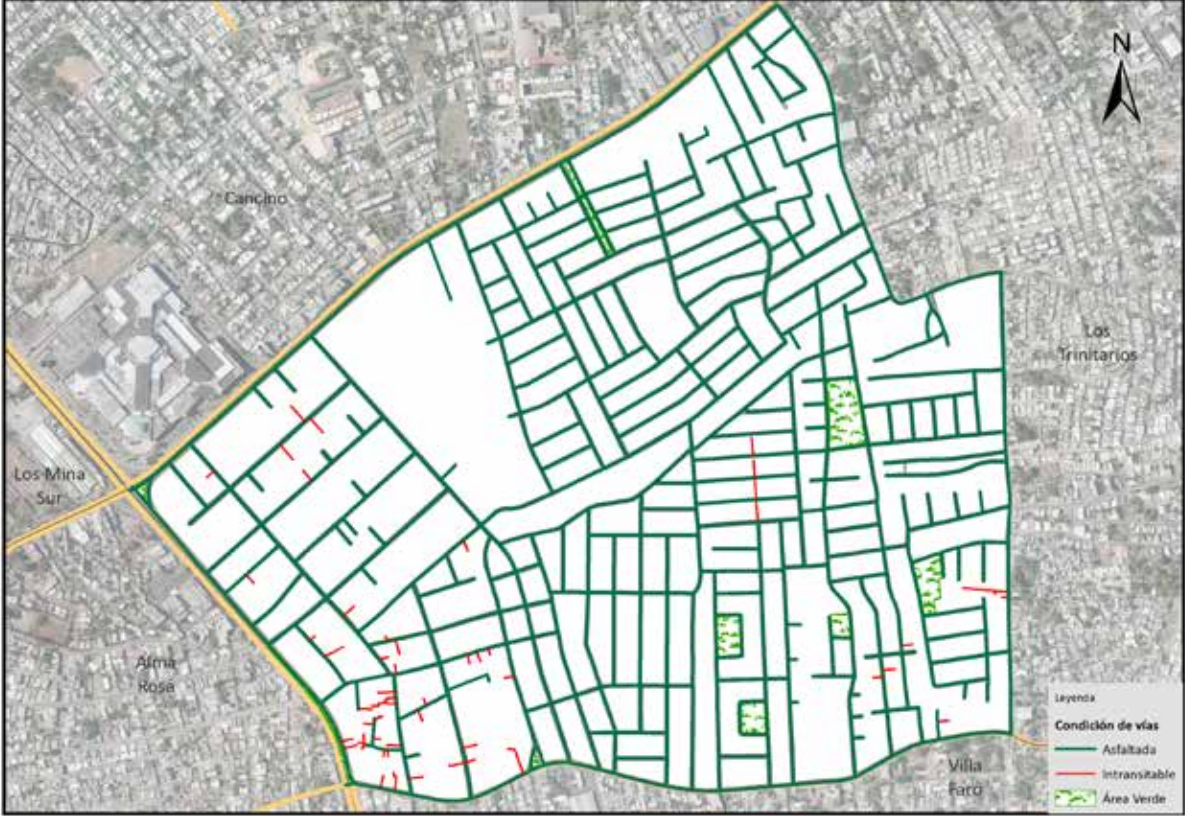 N
Cancino
Los
Trinitarios
Los Mina
Sur
Alma
Rosa
Villa
Faro
Leyenda
Condición de vías
Asfaltada
Intransitable
Área Verde